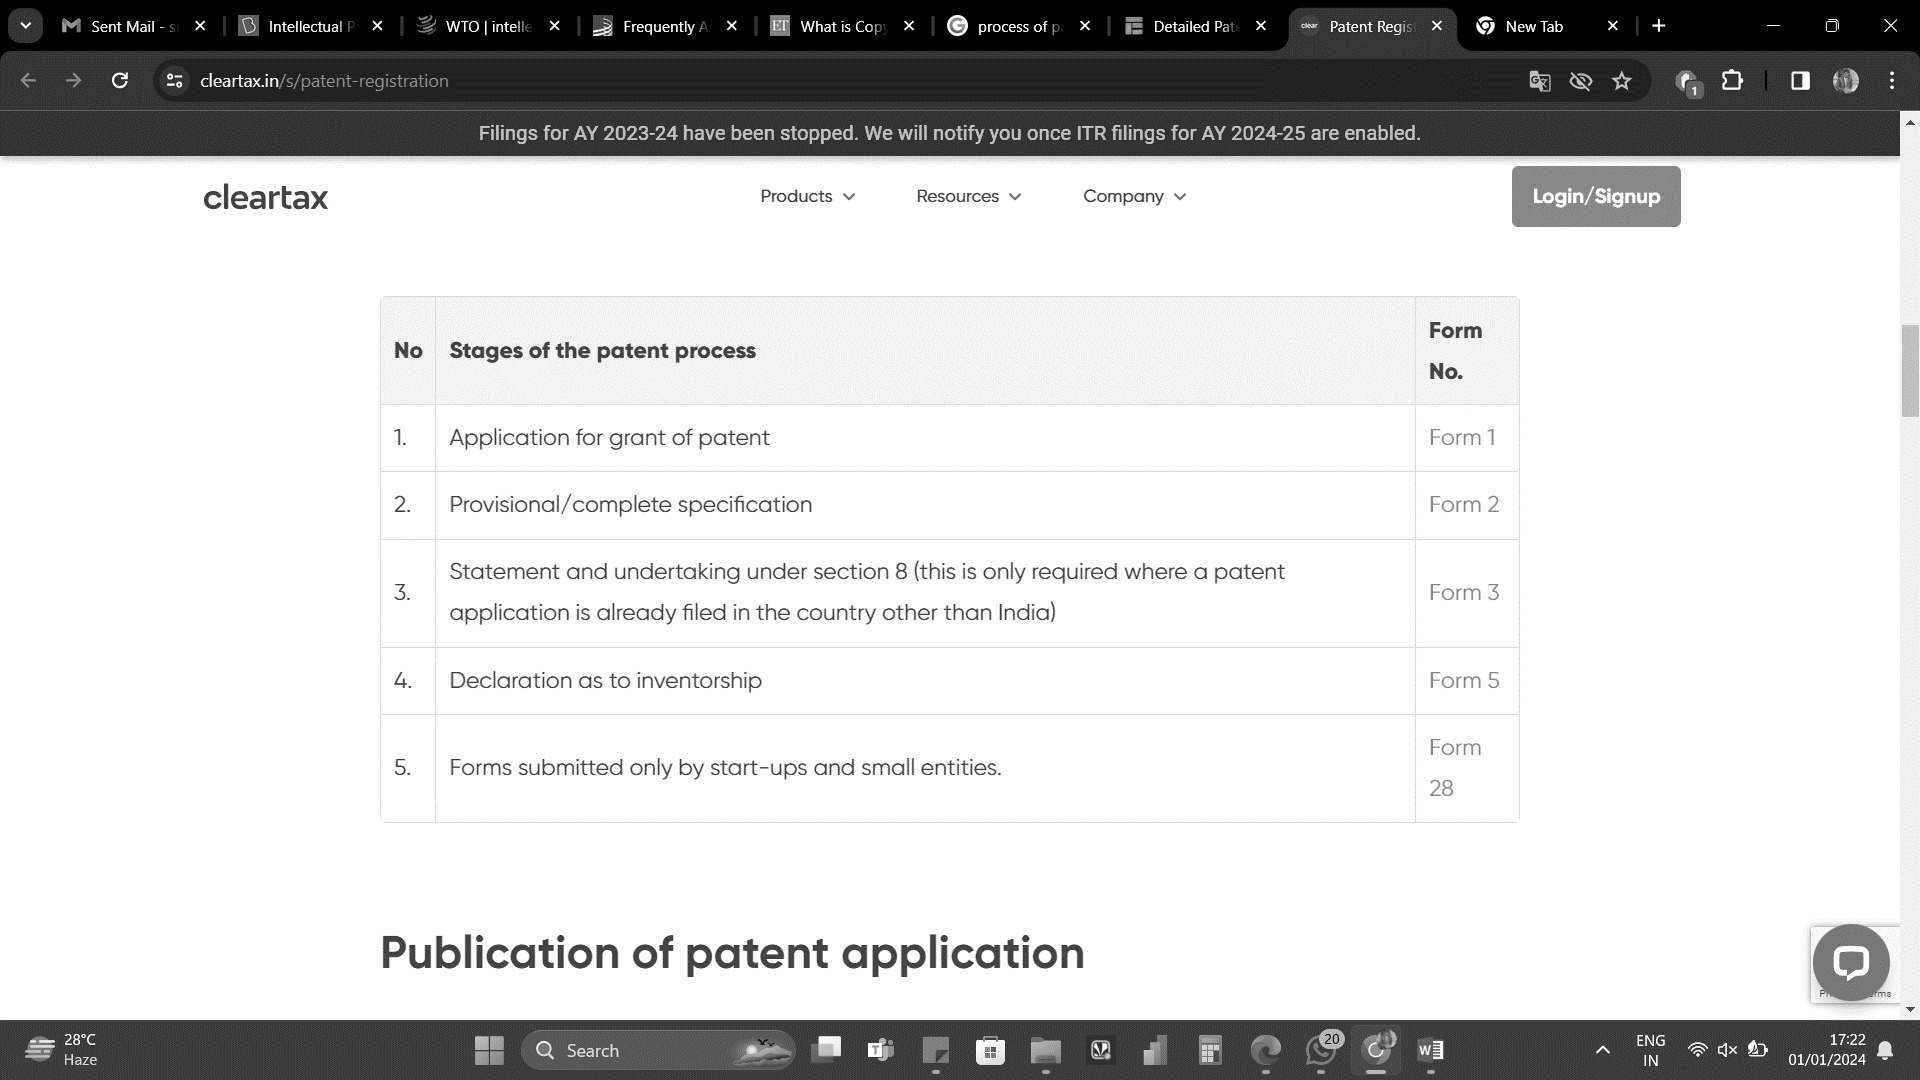 Sent Mail - s
Intellectual P
WTO | intelle
Frequently A
ET
What is Cop
G
process of p
Detailed Pate
clear
Patent Regis
New Tab
cleartax.in/s/patent-registration
1
Filings for AY 2023-24 have been stopped. We will notify you once ITR filings for AY 2024-25 are enabled.
cleartax
Products
Resources
Company
Login/Signup
No
Stages of the patent process
Form
No.
1.
Application for grant of patent
Form 1
2.
Provisional/complete specification
Form 2
3.
Statement and undertaking under section 8 (this is only required where a patent
application is already filed in the country other than India)
Form 3
4.
Declaration as to inventorship
Form 5
5.
Forms submitted only by start-ups and small entities.
Form
28
Publication of patent application
28°C
Haze
Search
20
ENG
IN
17:22
01/01/2024